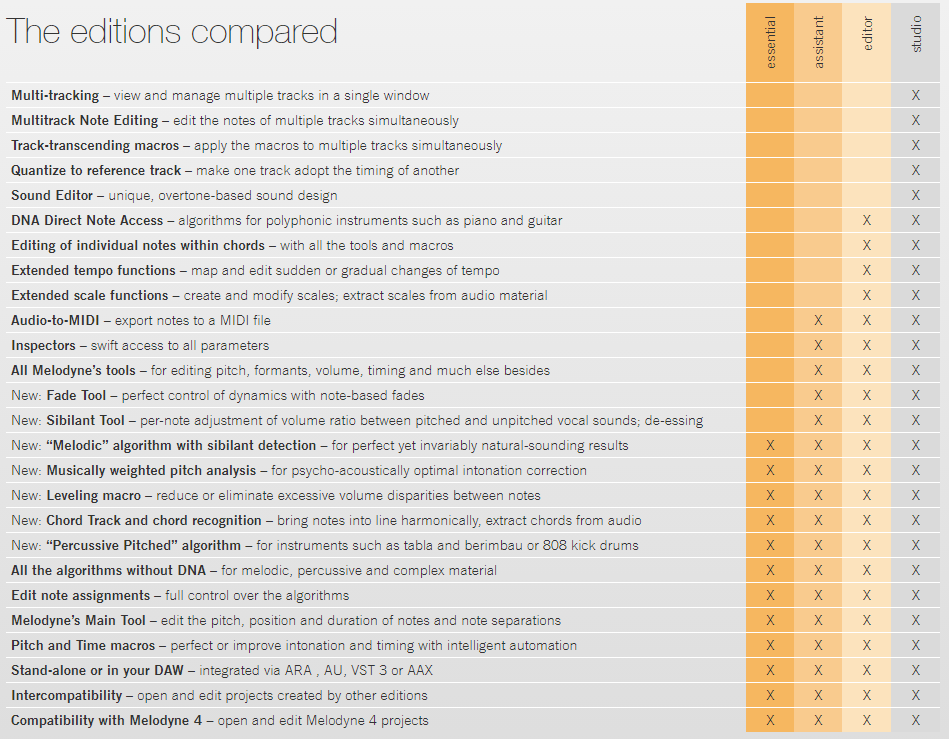 The editions compared
essential assistant editor studio
Multi-tracking – view and manage multiple tracks in a single window X
Multitrack Note Editing – edit the notes of multiple tracks simultaneously X
Track-transcending macros – apply the macros to multiple tracks simultaneously X
Quantize to reference track – make one track adopt the timing of another X
Sound Editor – unique, overtone-based sound design X
DNA Direct Note Access – algorithms for polyphonic instruments such as piano and guitar X X
Editing of individual notes within chords – with all the tools and macros X X
Extended tempo functions – map and edit sudden or gradual changes of tempo X X
Extended scale functions – create and modify scales; extract scales from audio material X X
Audio-to-MIDI – export notes to a MIDI file X X X
Inspectors – swift access to all parameters X X X
All Melodyne’s tools – for editing pitch, formants, volume, timing and much else besides X X X
New: Fade Tool – perfect control of dynamics with note-based fades X X X
New: Sibilant Tool – per-note adjustment of volume ratio between pitched and unpitched vocal sounds; de-essing X X X
New: “Melodic” algorithm with sibilant detection – for perfect yet invariably natural-sounding results X X X X
New: Musically weighted pitch analysis – for psycho-acoustically optimal intonation correction X X X X
New: Leveling macro – reduce or eliminate excessive volume disparities between notes X X X X
New: Chord Track and chord recognition – bring notes into line harmonically, extract chords from audio X X X X
New: “Percussive Pitched” algorithm – for instruments such as tabla and berimbau or 808 kick drums X X X X
All the algorithms without DNA – for melodic, percussive and complex material X X X X
Edit note assignments – full control over the algorithms X X X X
Melodyne’s Main Tool – edit the pitch, position and duration of notes and note separations X X X X
Pitch and Time macros – perfect or improve intonation and timing with intelligent automation X X X X
Stand-alone or in your DAW – integrated via ARA , AU, VST 3 or AAX X X X X
Intercompatibility – open and edit projects created by other editions X X X X
Compatibility with Melodyne 4 – open and edit Melodyne 4 projects X X X X